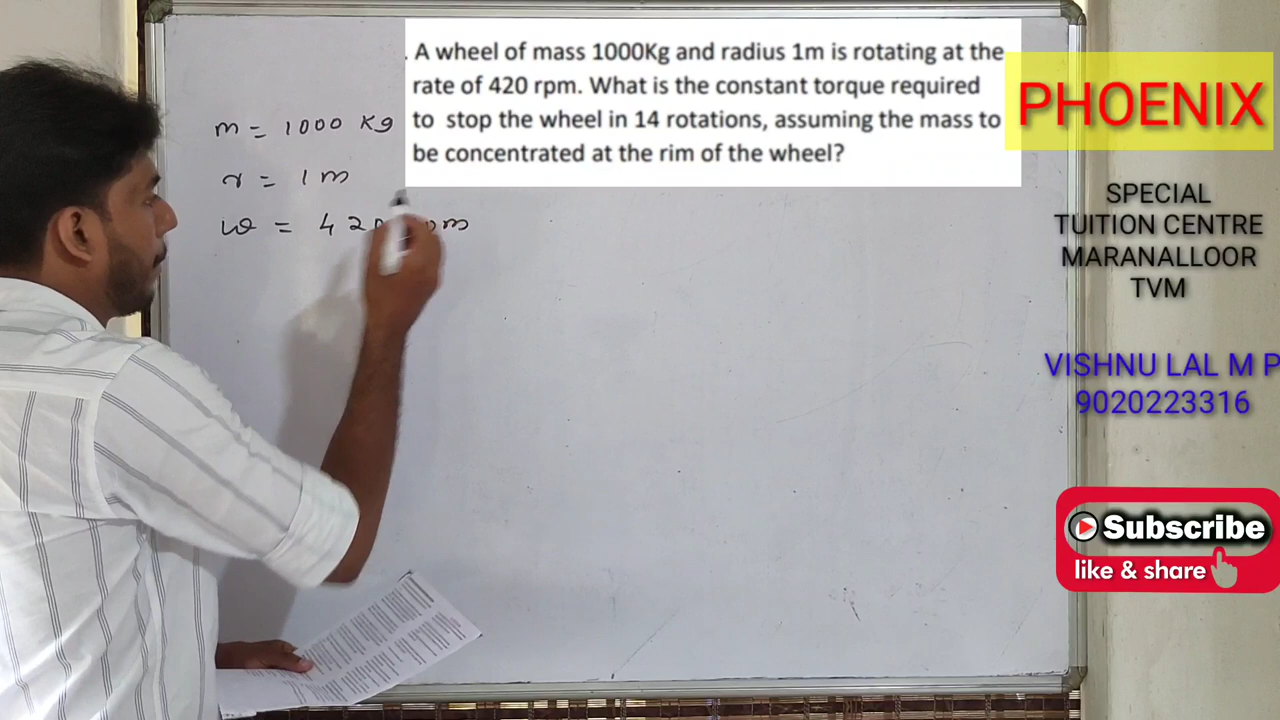 . A wheel of mass 1000Kg and radius 1m is rotating at the
rate of 420 rpm. What is the constant torque required
to stop the wheel in 14 rotations, assuming the mass to
be concentrated at the rim of the wheel?
m = 1000 Kg
r = 1 m
ω = 42
PHOENIX
SPECIAL
TUITION CENTRE
MARANALLOOR
TVM
VISHNU LAL M P
9020223316
Subscribe
like & share